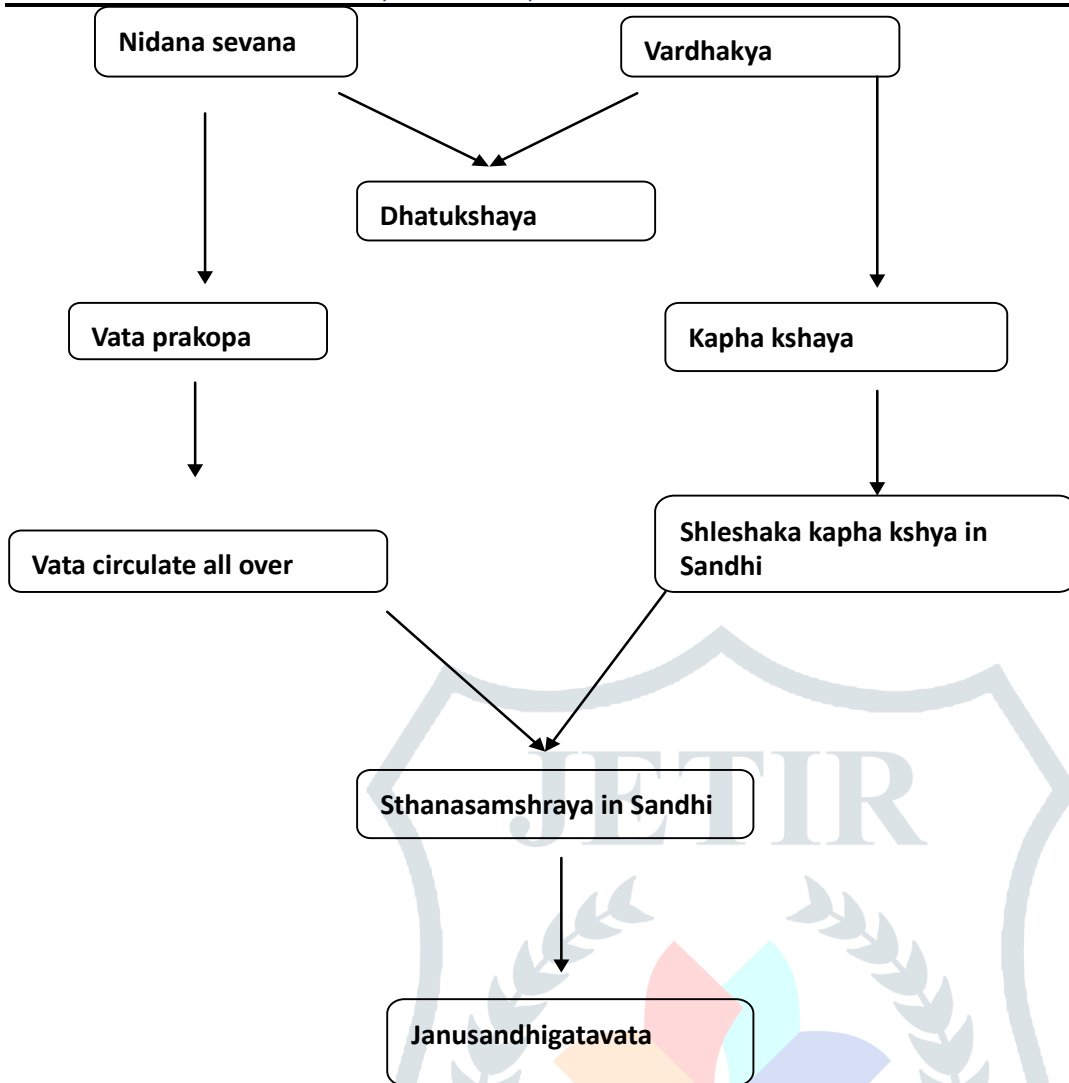 Nidana sevana
Vardhakya
Dhatukshaya
Vata prakopa
Kapha kshaya
Vata circulate all over
Shleshaka kapha kshya in
Sandhi
Sthanasamshraya in Sandhi
JETIR
Janusandhigatavata